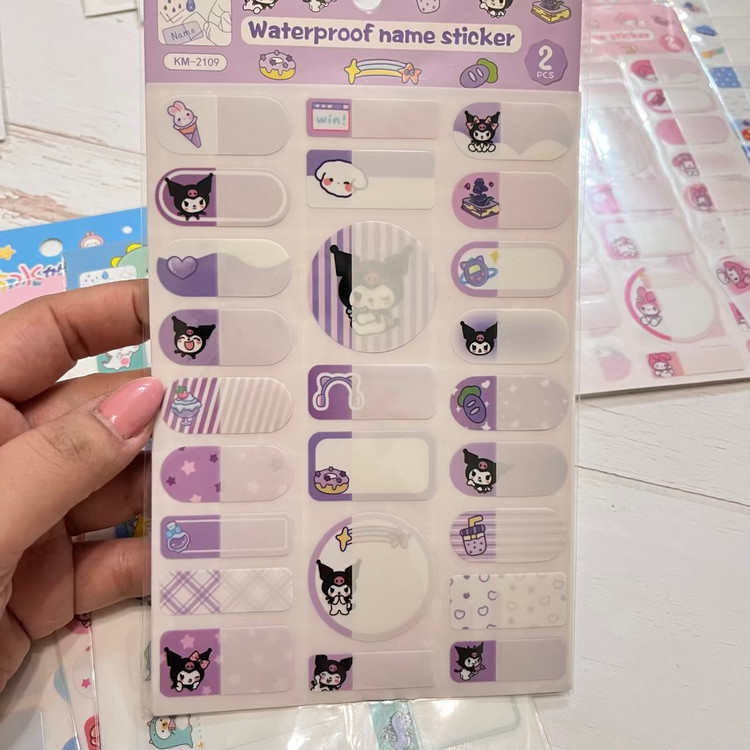 Name
Waterproof name sticker
KM-2109
2
PCS
win!